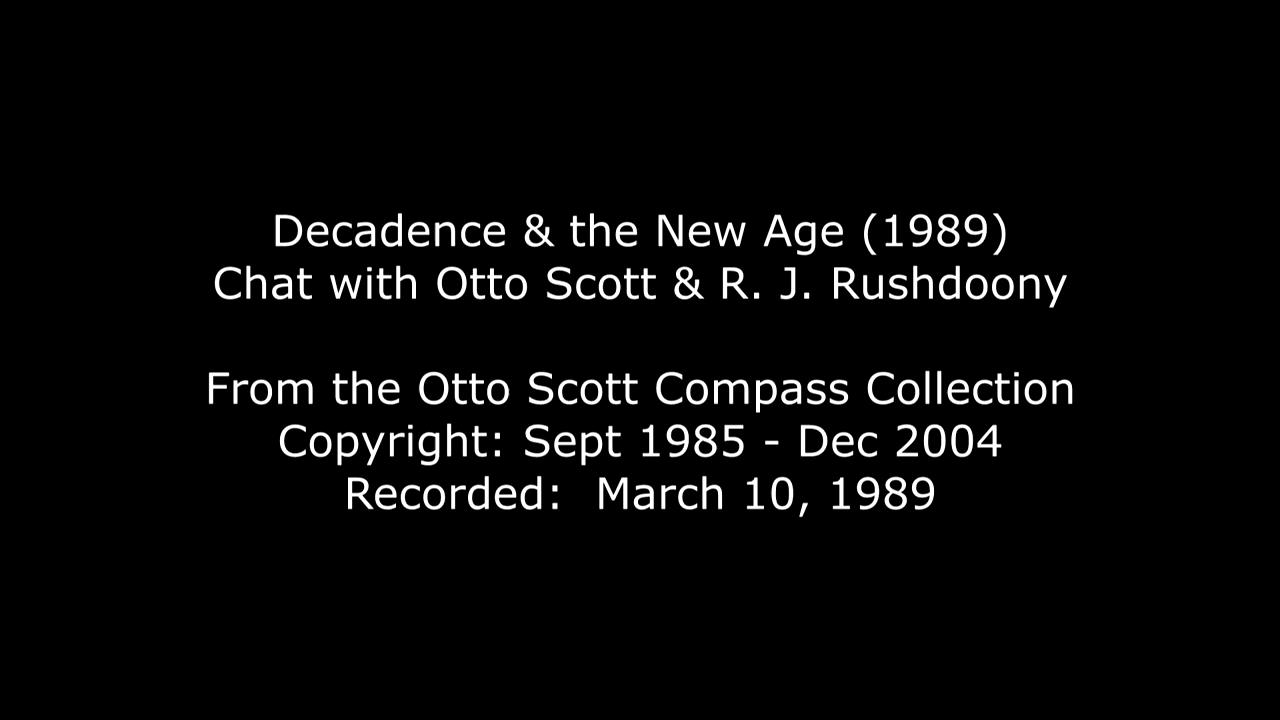 Decadence & the New Age (1989)
Chat with Otto Scott & R. J. Rushdoony
From the Otto Scott Compass Collection
Copyright: Sept 1985 - Dec 2004
Recorded:  March 10, 1989